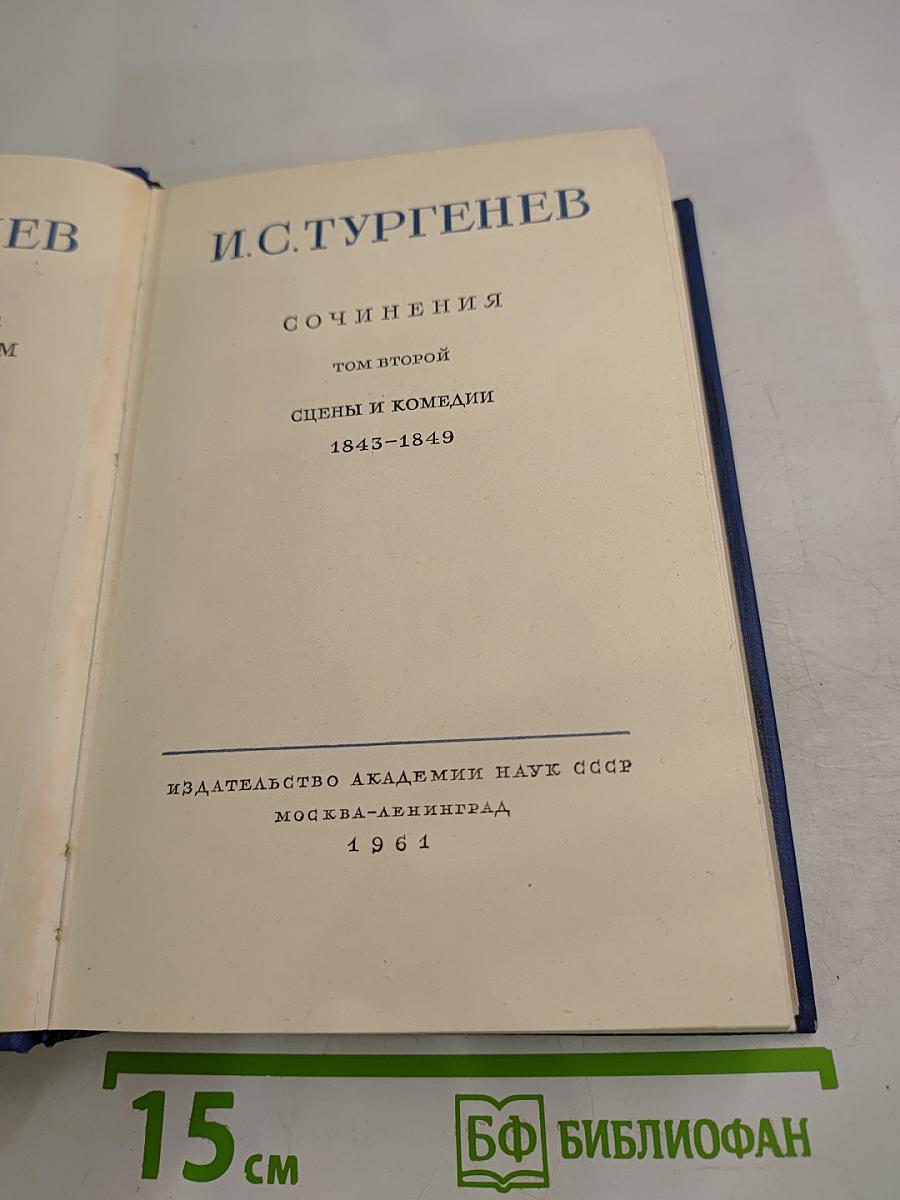 ЕВ
М
И.С.ТУРГЕНЕВ
СОЧИНЕНИЯ
ТОМ ВТОРОЙ
СЦЕНЫ И КОМЕДИИ
1843–1849
ИЗДАТЕЛЬСТВО АКАДЕМИИ НАУК СССР
МОСКВА–ЛЕНИНГРАД
1961
15 см
БФ БИБЛИОФАН